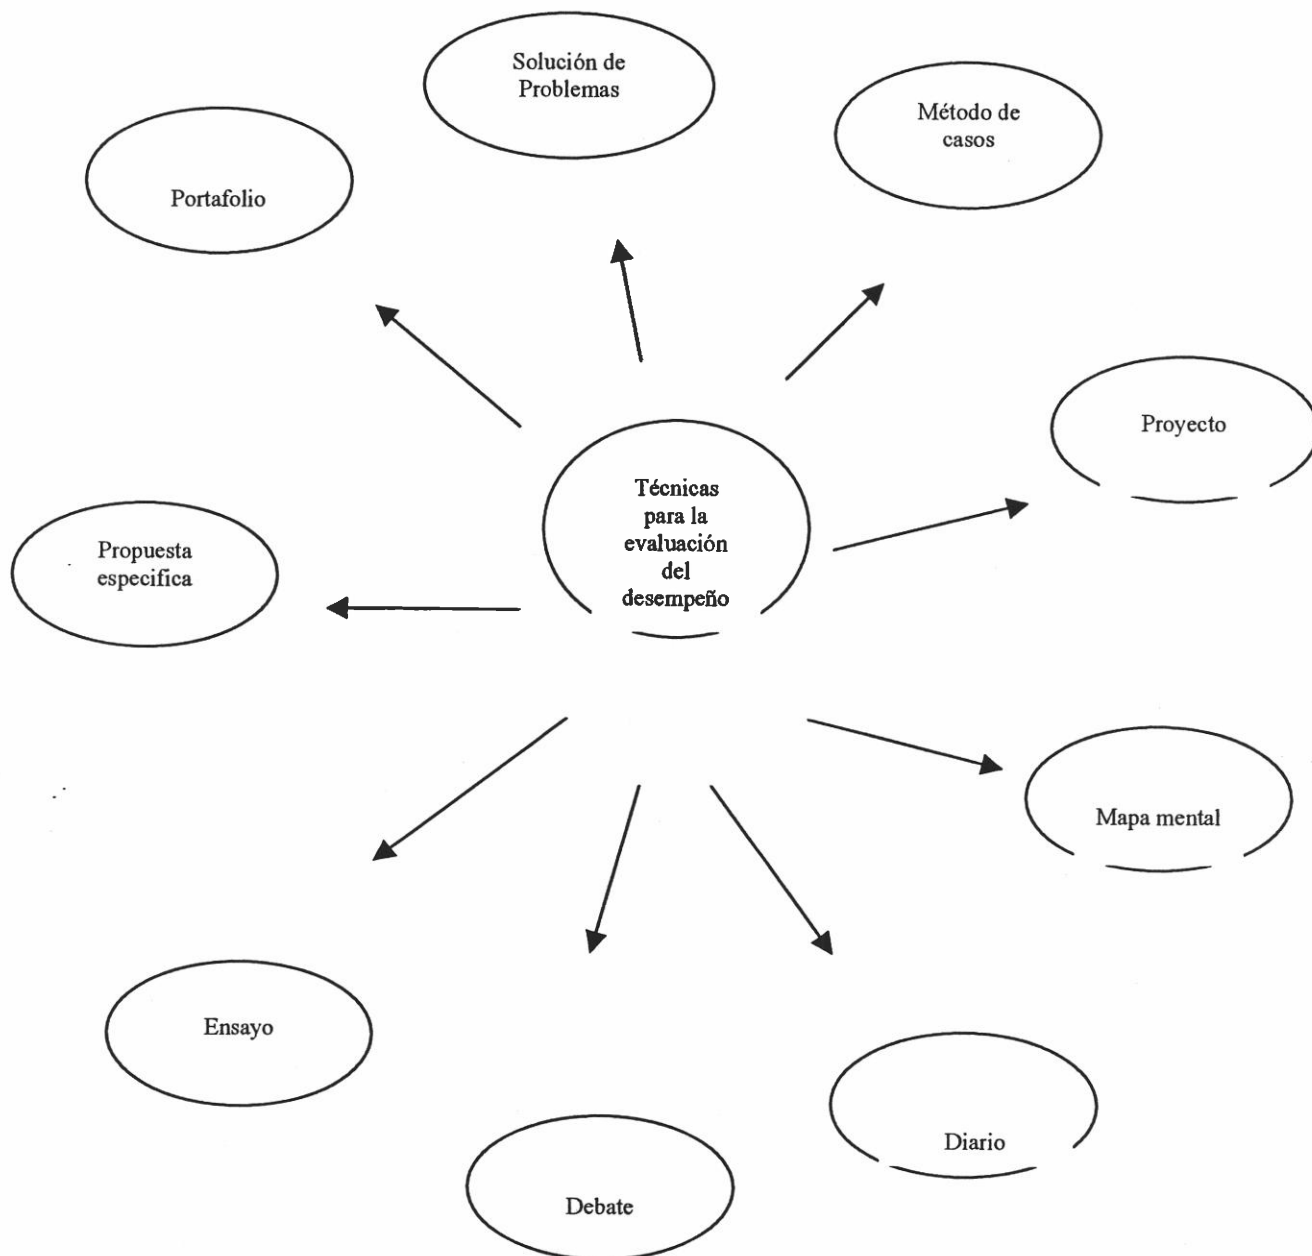 Solución de
Problemas
Método de
casos
Portafolio
Proyecto
Técnicas
para la
evaluación
del
desempeño
Propuesta
especifica
Mapa mental
Ensayo
Diario
Debate